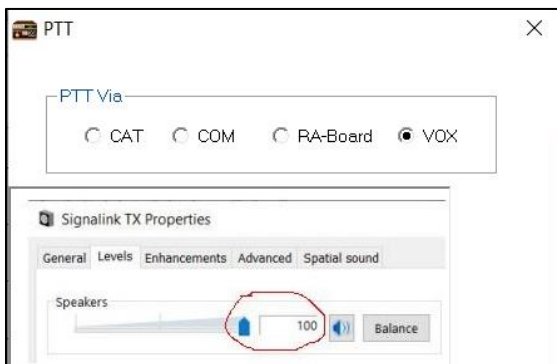 PTT
PTT Via
CAT COM RA-Board VOX
Signalink TX Properties
General Levels Enhancements Advanced Spatial sound
Speakers
100 Balance